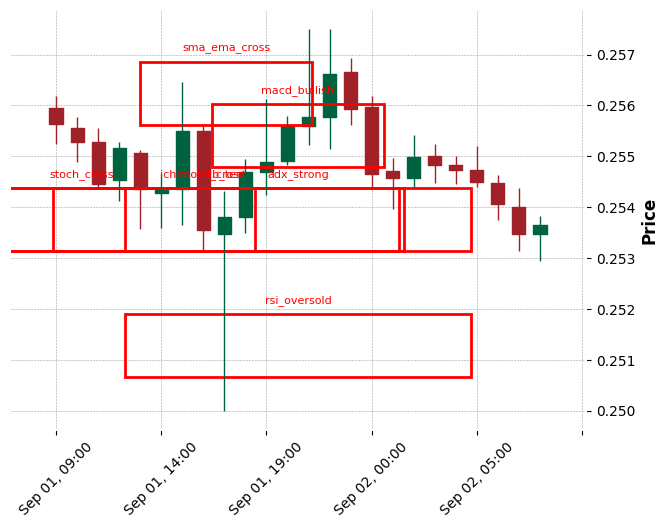 sma_ema_cross
macd_bullish
stoch_cross
adx_strong
rsi_oversold
0.257
0.256
0.255
0.254
0.253
0.252
0.251
0.250
Price
Sep 01, 09:00
Sep 01, 14:00
Sep 01, 19:00
Sep 02, 00:00
Sep 02, 05:00